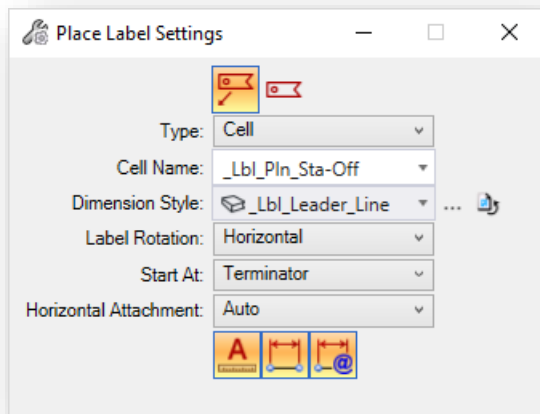 Place Label Settings
Type: Cell
Cell Name: _Lbl_Pln_Sta-Off
Dimension Style: _Lbl_Leader_Line ...
Label Rotation: Horizontal
Start At: Terminator
Horizontal Attachment: Auto
A @